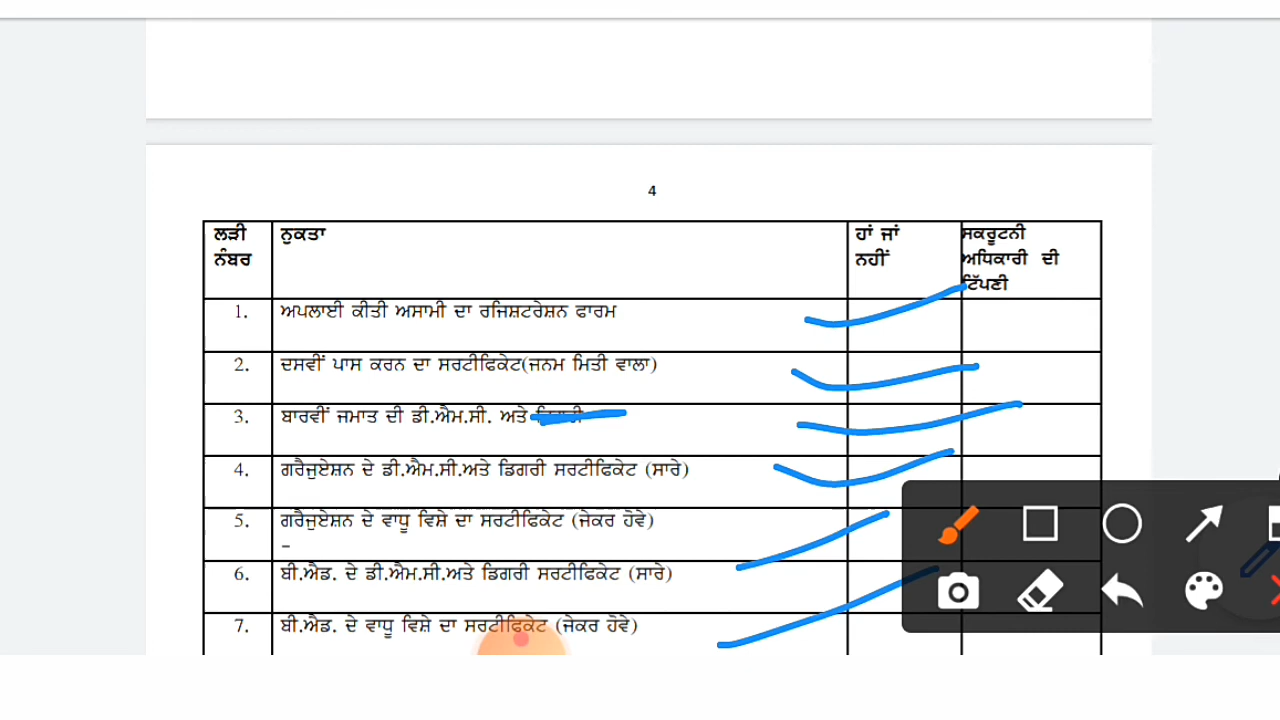 4
ਲੜੀ ਨੰਬਰ ਨੁਕਤਾ ਹਾਂ ਜਾਂ ਨਹੀਂ ਸਕਰੂਟਨੀ ਅਧਿਕਾਰੀ ਦੀ ਟਿੱਪਣੀ
1. ਅਪਲਾਈ ਕੀਤੀ ਅਸਾਮੀ ਦਾ ਰਜਿਸ਼ਟਰੇਸ਼ਨ ਫਾਰਮ
2. ਦਸਵੀਂ ਪਾਸ ਕਰਨ ਦਾ ਸਰਟੀਫਿਕੇਟ(ਜਨਮ ਮਿਤੀ ਵਾਲਾ)
3. ਬਾਰਵੀਂ ਜਮਾਤ ਦੀ ਡੀ.ਐਮ.ਸੀ. ਅਤੇ
4. ਗਰੈਜੁਏਸ਼ਨ ਦੇ ਡੀ.ਐਮ.ਸੀ.ਅਤੇ ਡਿਗਰੀ ਸਰਟੀਫਿਕੇਟ (ਸਾਰੇ)
5. ਗਰੈਜੁਏਸ਼ਨ ਦੇ ਵਾਧੂ ਵਿਸ਼ੇ ਦਾ ਸਰਟੀਫਿਕੇਟ (ਜੇਕਰ ਹੋਵੇ)
–
6. ਬੀ.ਐਡ. ਦੇ ਡੀ.ਐਮ.ਸੀ.ਅਤੇ ਡਿਗਰੀ ਸਰਟੀਫਿਕੇਟ (ਸਾਰੇ)
7. ਬੀ.ਐਡ. ਦੇ ਵਾਧੂ ਵਿਸ਼ੇ ਦਾ ਸਰਟੀਫਿਕੇਟ (ਜੇਕਰ ਹੋਵੇ)